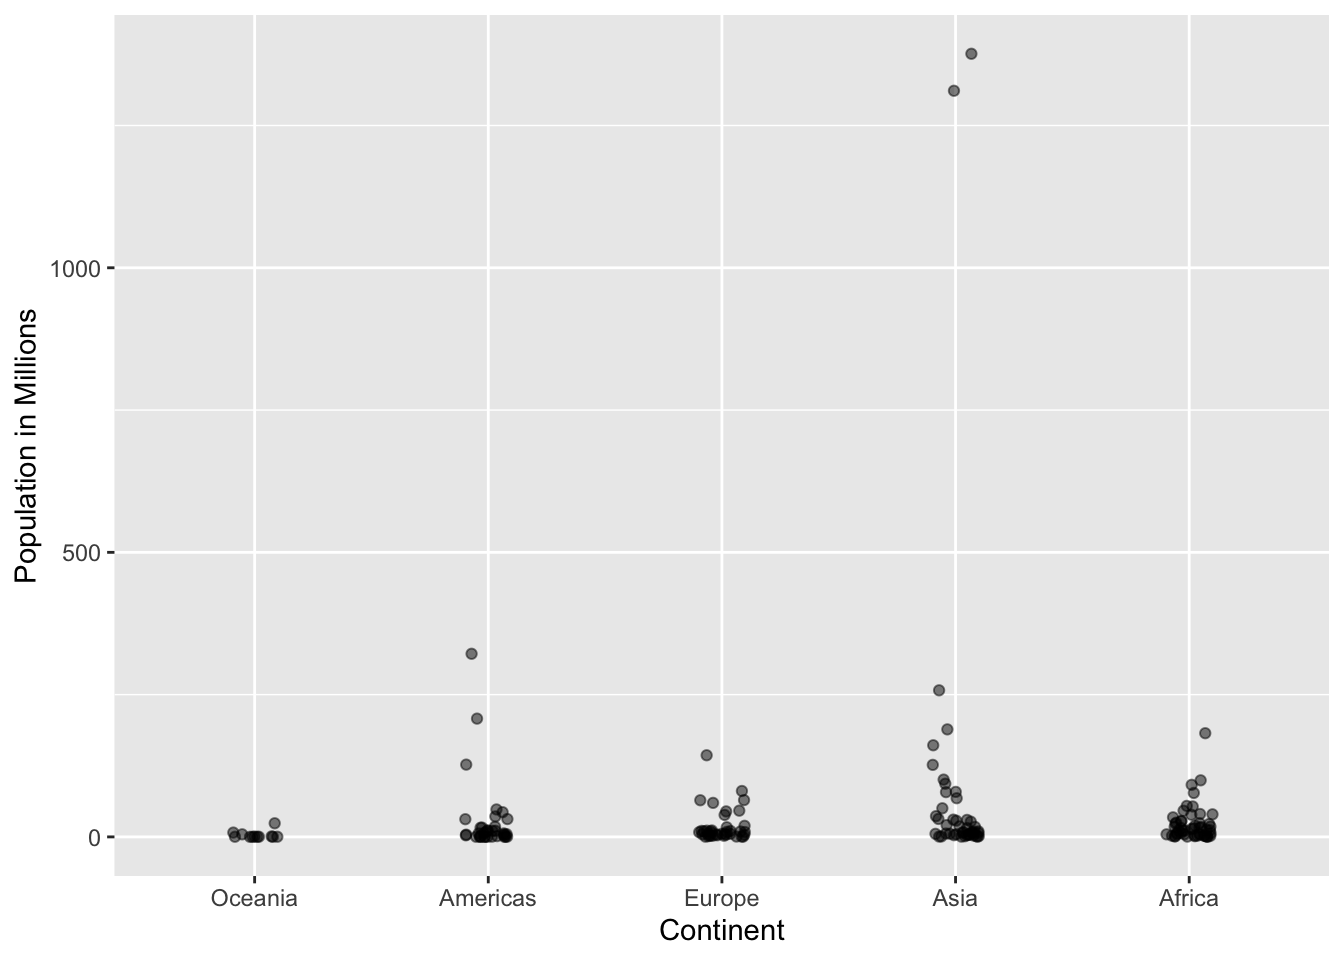 Population in Millions
1000
500
0
Oceania
Americas
Europe
Asia
Africa
Continent